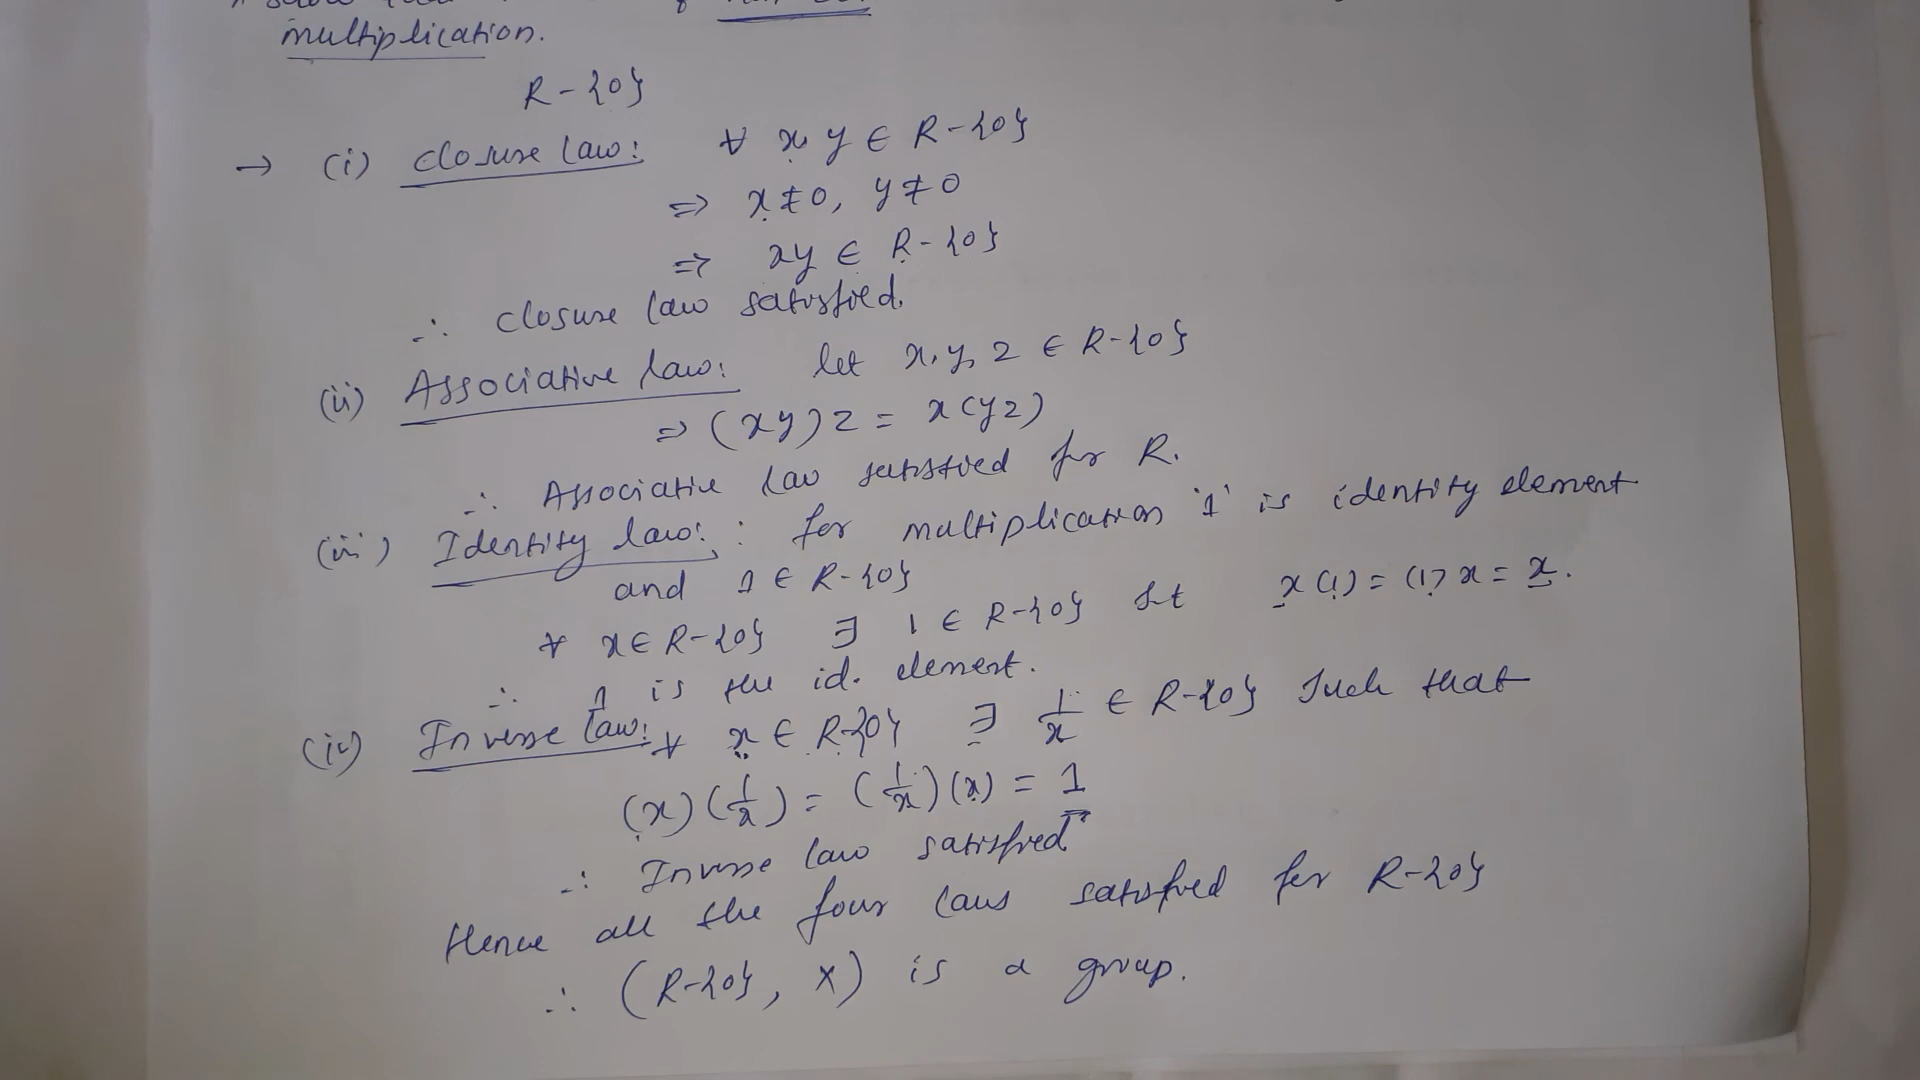 multiplication.
R-{0}
→ (i) closure law: ∀ x, y ∈ R-{0}
⇒ x≠0, y≠0
⇒ xy ∈ R-{0}
∴ closure law satisfied.
(ii) Associative law: let x, y, z ∈ R-{0}
⇒ (xy)z = x(yz)
∴ Associative law satisfied for R.
(iii) Identity law: : for multiplication '1' is identity element
and 1 ∈ R-{0}
∀ x∈R-{0} ∃ 1 ∈ R-{0} s.t x(1) = (1)x = x.
∴ 1 is the id. element.
(iv) Inverse law: ∀ x ∈ R-{0} ∃ 1/x ∈ R-{0} such that
(x)(1/x) = (1/x)(x) = 1
∴ Inverse law satisfied
Hence all the four laws satisfied for R-{0}
∴ (R-{0}, ×) is a group.